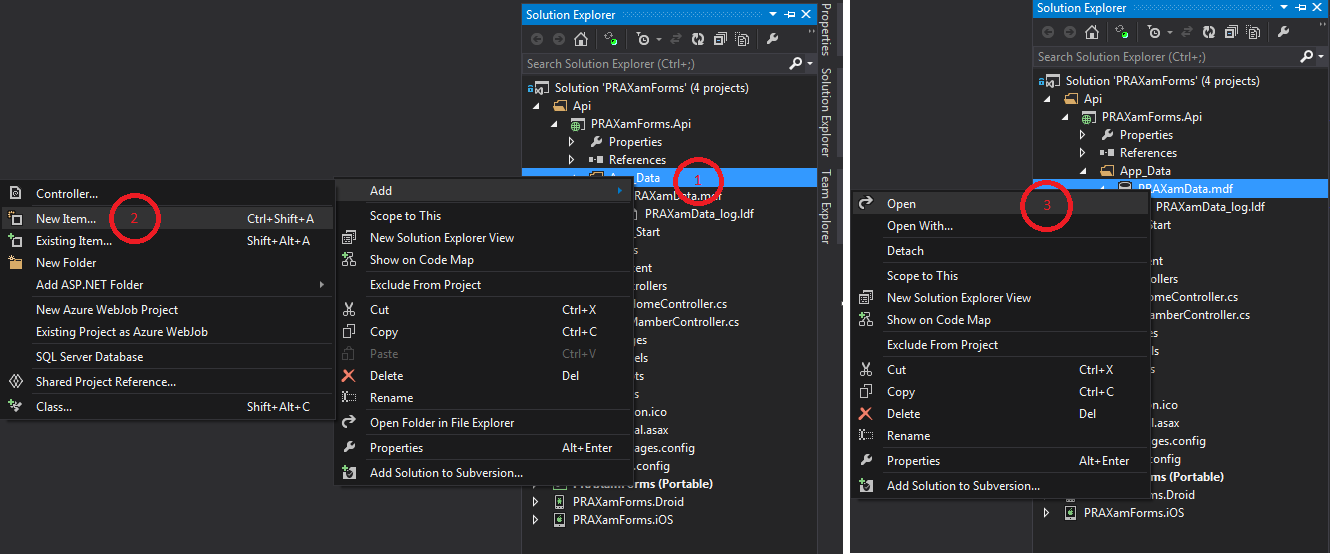 Solution Explorer
Search Solution Explorer (Ctrl+;)
Solution 'PRAXamForms' (4 projects)
Api
PRAXamForms.Api
Properties
References
App_Data
1
PRAXamData.mdf
PRAXamData_log.ldf
_Start
ent
ollers
HomeController.cs
MamberController.cs
ges
els
ts
on.ico
al.asax
ages.config
.config
Forms (Portable)
PRAXamForms.Droid
PRAXamForms.iOS
Controller...
New Item...
2
Ctrl+Shift+A
Existing Item...
Shift+Alt+A
New Folder
Add ASP.NET Folder
New Azure WebJob Project
Existing Project as Azure WebJob
SQL Server Database
Shared Project Reference...
Class...
Shift+Alt+C
Add
Scope to This
New Solution Explorer View
Show on Code Map
Exclude From Project
Cut
Ctrl+X
Copy
Ctrl+C
Paste
Ctrl+V
Delete
Del
Rename
Open Folder in File Explorer
Properties
Alt+Enter
Add Solution to Subversion...
Properties
Solution Explorer
Team Explorer
Solution Explorer
Search Solution Explorer (Ctrl+;)
Solution 'PRAXamForms' (4 projects)
Api
PRAXamForms.Api
Properties
References
App_Data
PRAXamData.mdf
PRAXamData_log.ldf
Start
ent
ollers
omeController.cs
amberController.cs
es
ls
s
n.ico
l.asax
ges.config
config
orms (Portable)
PRAXamForms.Droid
PRAXamForms.iOS
Open
3
Open With...
Detach
Scope to This
New Solution Explorer View
Show on Code Map
Exclude From Project
Cut
Ctrl+X
Copy
Ctrl+C
Delete
Del
Rename
Properties
Alt+Enter
Add Solution to Subversion...